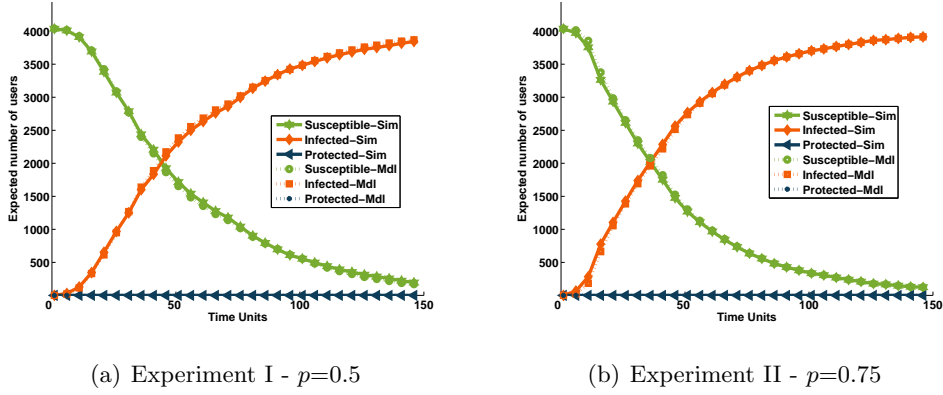 4000
3500
3000
2500
2000
1500
1000
500
0
50
100
150
Expected number of users
Time Units
Susceptible–Sim
Infected–Sim
Protected–Sim
Susceptible–Mdl
Infected–Mdl
Protected–Mdl
(a) Experiment I - p=0.5
4000
3500
3000
2500
2000
1500
1000
500
0
50
100
150
Expected number of users
Time Units
Susceptible–Sim
Infected–Sim
Protected–Sim
Susceptible–Mdl
Infected–Mdl
Protected–Mdl
(b) Experiment II - p=0.75